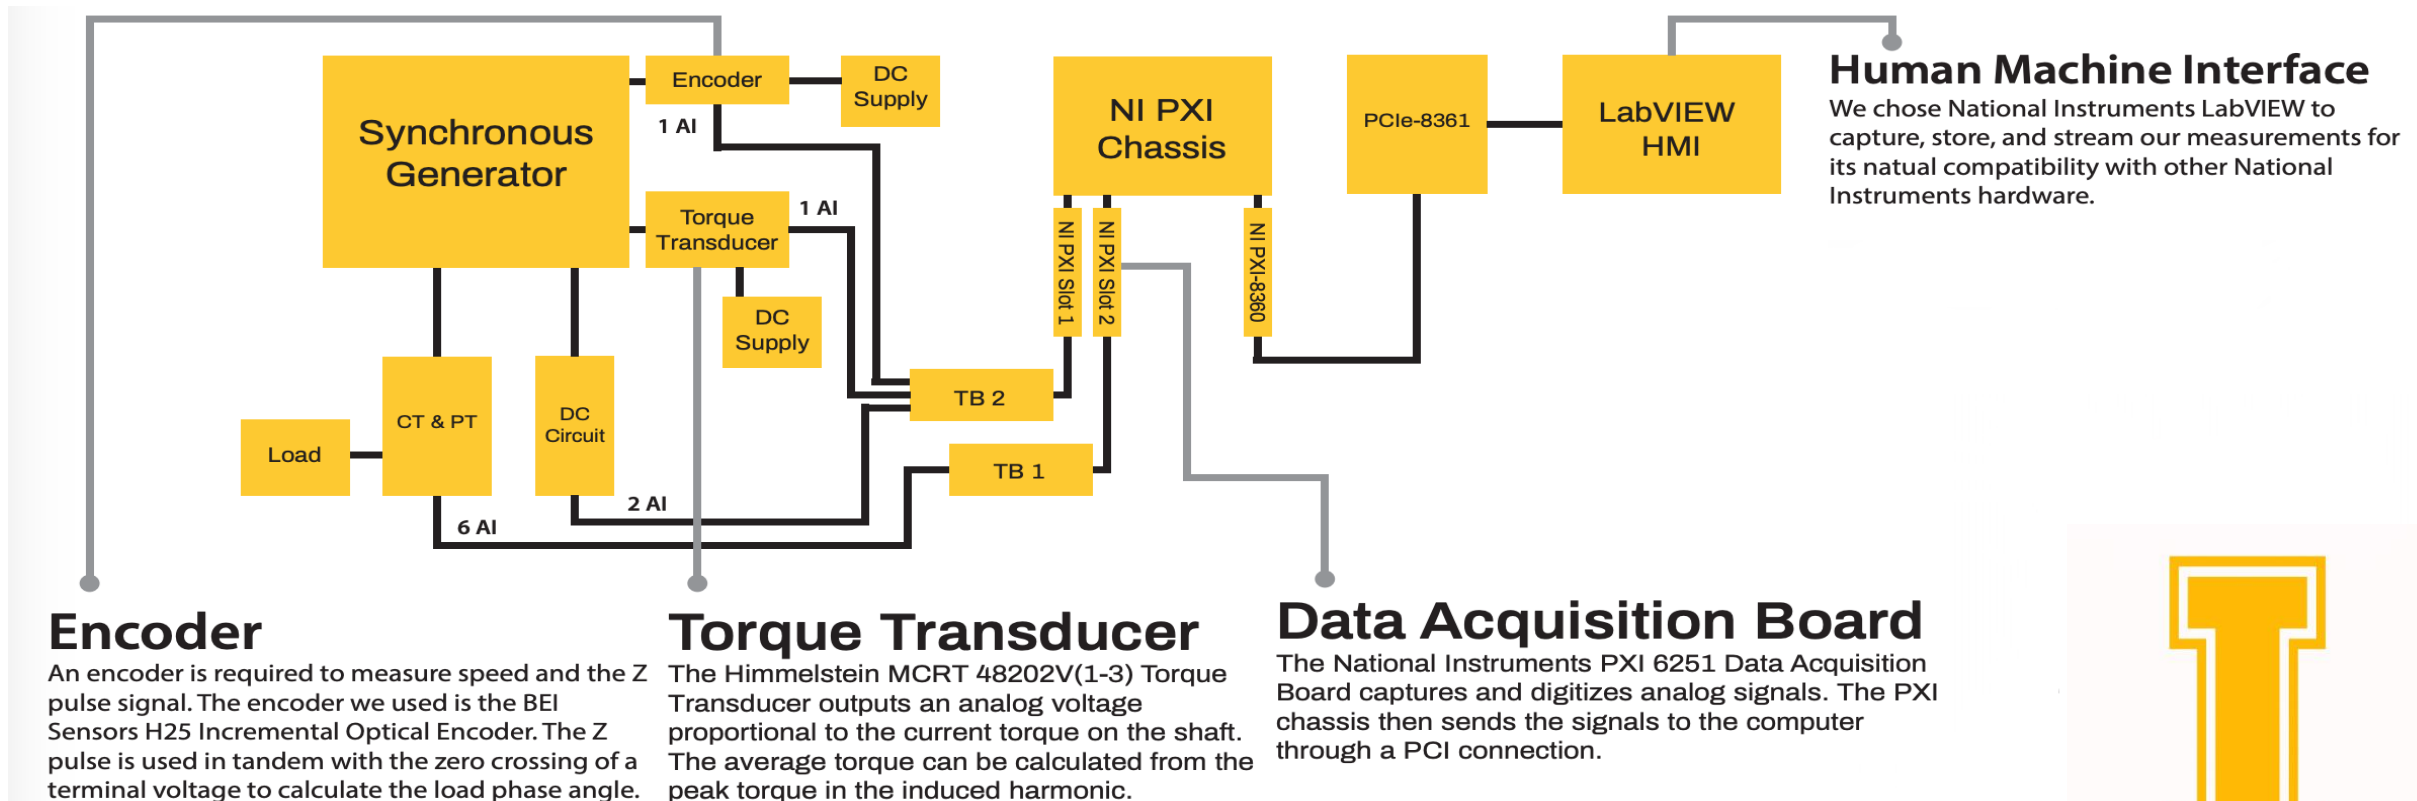 Encoder
DC
Supply
1 AI
Synchronous
Generator
Torque
Transducer
1 AI
DC
Supply
NI PXI
Chassis
NI PXI Slot 1
NI PXI Slot 2
NI PXI-8360
PCIe-8361
LabVIEW
HMI
Human Machine Interface
We chose National Instruments LabVIEW to
capture, store, and stream our measurements for
its natual compatibility with other National
Instruments hardware.
Load
CT & PT
DC
Circuit
TB 2
TB 1
2 AI
6 AI
Encoder
An encoder is required to measure speed and the Z
pulse signal. The encoder we used is the BEI
Sensors H25 Incremental Optical Encoder. The Z
pulse is used in tandem with the zero crossing of a
terminal voltage to calculate the load phase angle.
Torque Transducer
The Himmelstein MCRT 48202V(1-3) Torque
Transducer outputs an analog voltage
proportional to the current torque on the shaft.
The average torque can be calculated from the
peak torque in the induced harmonic.
Data Acquisition Board
The National Instruments PXI 6251 Data Acquisition
Board captures and digitizes analog signals. The PXI
chassis then sends the signals to the computer
through a PCI connection.
I